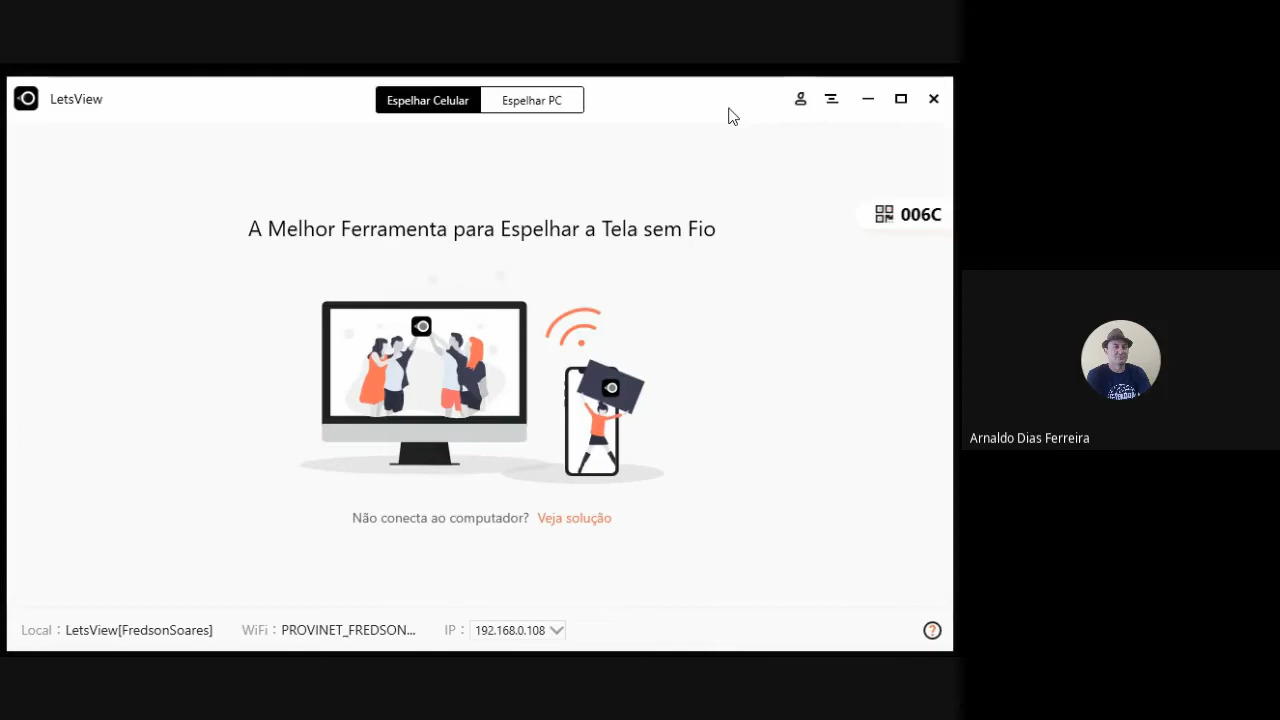 LetsView
Espelhar Celular
Espelhar PC
006C
A Melhor Ferramenta para Espelhar a Tela sem Fio
Não conecta ao computador? Veja solução
Arnaldo Dias Ferreira
Local : LetsView[FredsonSoares]
WiFi : PROVINET_FREDSON...
IP : 192.168.0.108
?